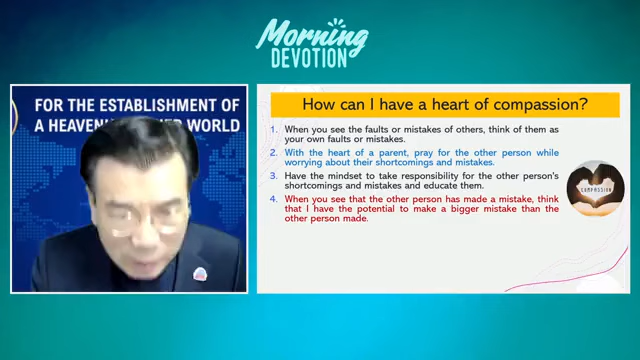 Morning
DEVOTION
FOR THE ESTABLISHMENT OF
A WORLD
How can I have a heart of compassion?
1. When you see the faults or mistakes of others, think of them as
your own faults or mistakes.
2. With the heart of a parent, pray for the other person while
worrying about their shortcomings and mistakes.
3. Have the mindset to take responsibility for the other person's
shortcomings and mistakes and educate them.
4. When you see that the other person has made a mistake, think
that I have the potential to make a bigger mistake than the
other person made.
COMPASSION